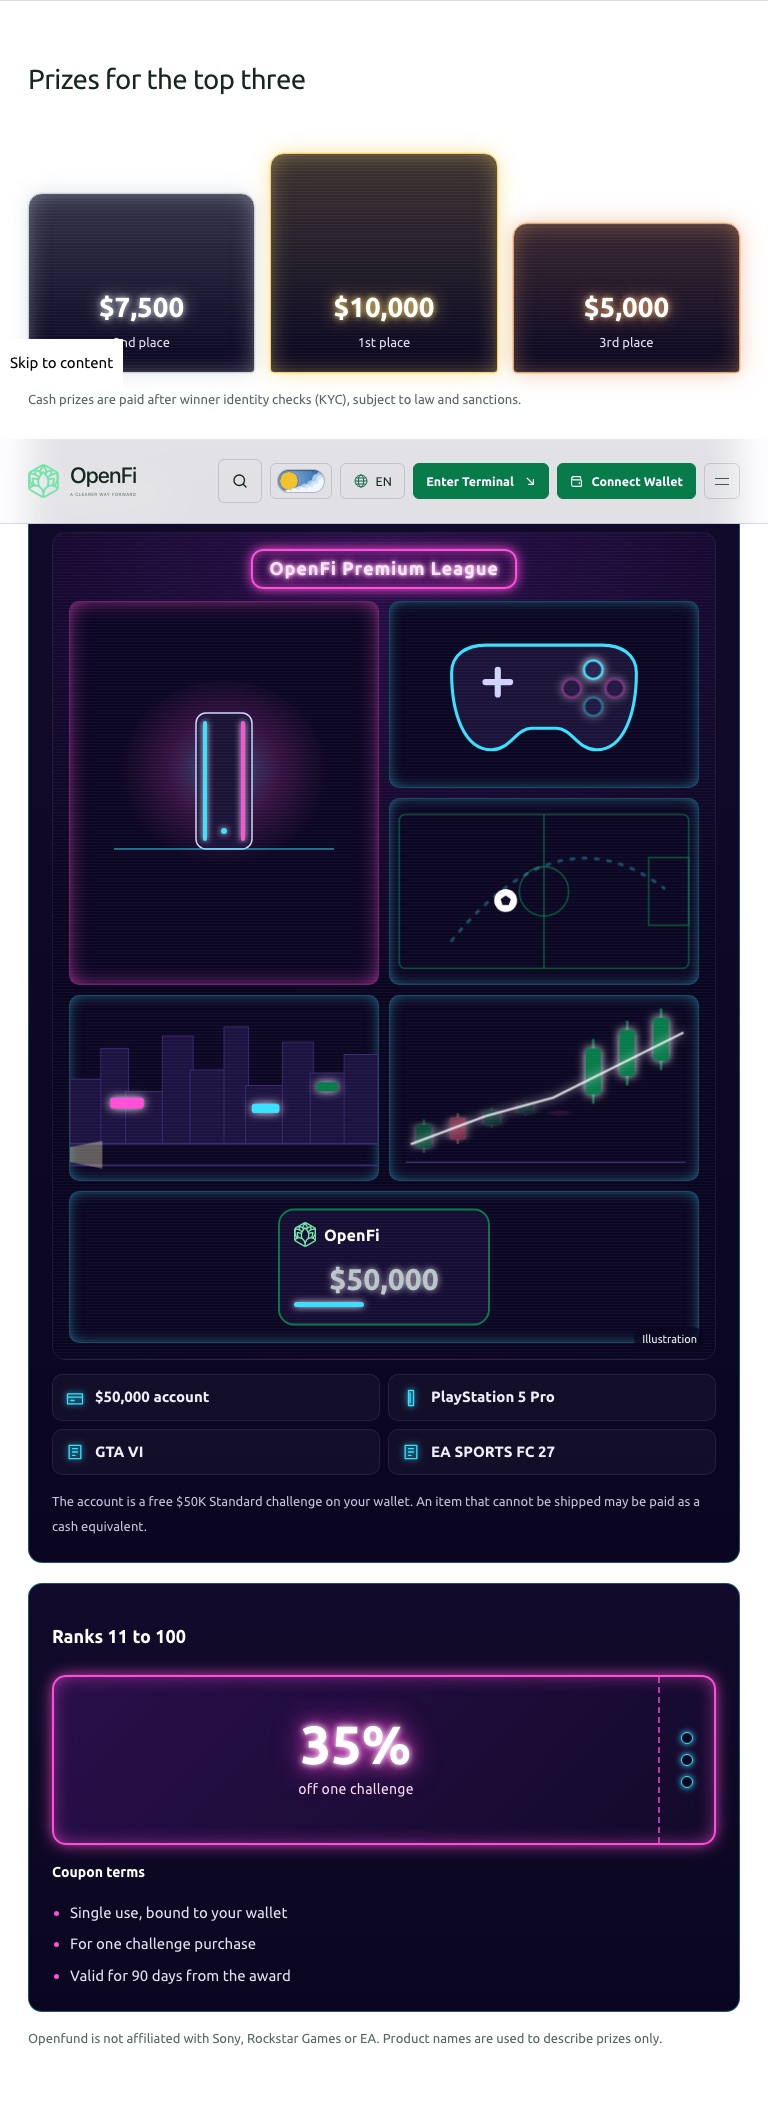 Prizes for the top three
$7,500
nd place
$10,000
1st place
$5,000
3rd place
Skip to content
Cash prizes are paid after winner identity checks (KYC), subject to law and sanctions.
OpenFi
A CLEANER WAY FORWARD
EN
Enter Terminal
Connect Wallet
OpenFi Premium League
OpenFi
$50,000
Illustration
$50,000 account
PlayStation 5 Pro
GTA VI
EA SPORTS FC 27
The account is a free $50K Standard challenge on your wallet. An item that cannot be shipped may be paid as a
cash equivalent.
Ranks 11 to 100
35%
off one challenge
Coupon terms
Single use, bound to your wallet
For one challenge purchase
Valid for 90 days from the award
Openfund is not affiliated with Sony, Rockstar Games or EA. Product names are used to describe prizes only.